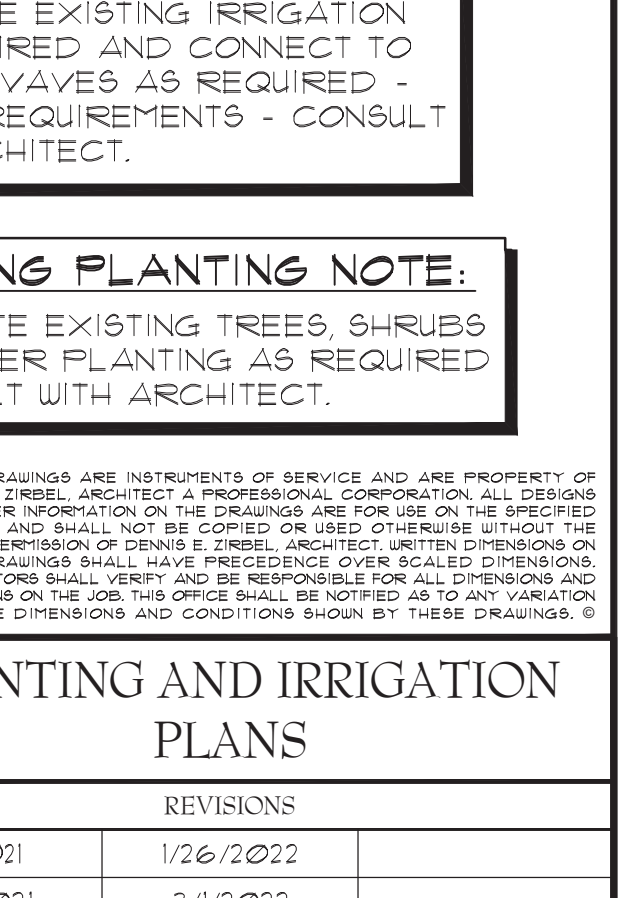 E EXISTING IRRIGATION
IRED AND CONNECT TO
VAVES AS REQUIRED -
REQUIREMENTS - CONSULT
CHITECT.
NG PLANTING NOTE:
TE EXISTING TREES, SHRUBS
ER PLANTING AS REQUIRED
LT WITH ARCHITECT.
RAWINGS ARE INSTRUMENTS OF SERVICE AND ARE PROPERTY OF
ZIRBEL, ARCHITECT A PROFESSIONAL CORPORATION. ALL DESIGNS
ER INFORMATION ON THE DRAWINGS ARE FOR USE ON THE SPECIFIED
AND SHALL NOT BE COPIED OR USED OTHERWISE WITHOUT THE
ERMISSION OF DENNIS E. ZIRBEL, ARCHITECT. WRITTEN DIMENSIONS ON
RAWINGS SHALL HAVE PRECEDENCE OVER SCALED DIMENSIONS.
TORS SHALL VERIFY AND BE RESPONSIBLE FOR ALL DIMENSIONS AND
NS ON THE JOB. THIS OFFICE SHALL BE NOTIFIED AS TO ANY VARIATION
E DIMENSIONS AND CONDITIONS SHOWN BY THESE DRAWINGS. ©
NTING AND IRRIGATION
PLANS
REVISIONS
021 1/26/2022